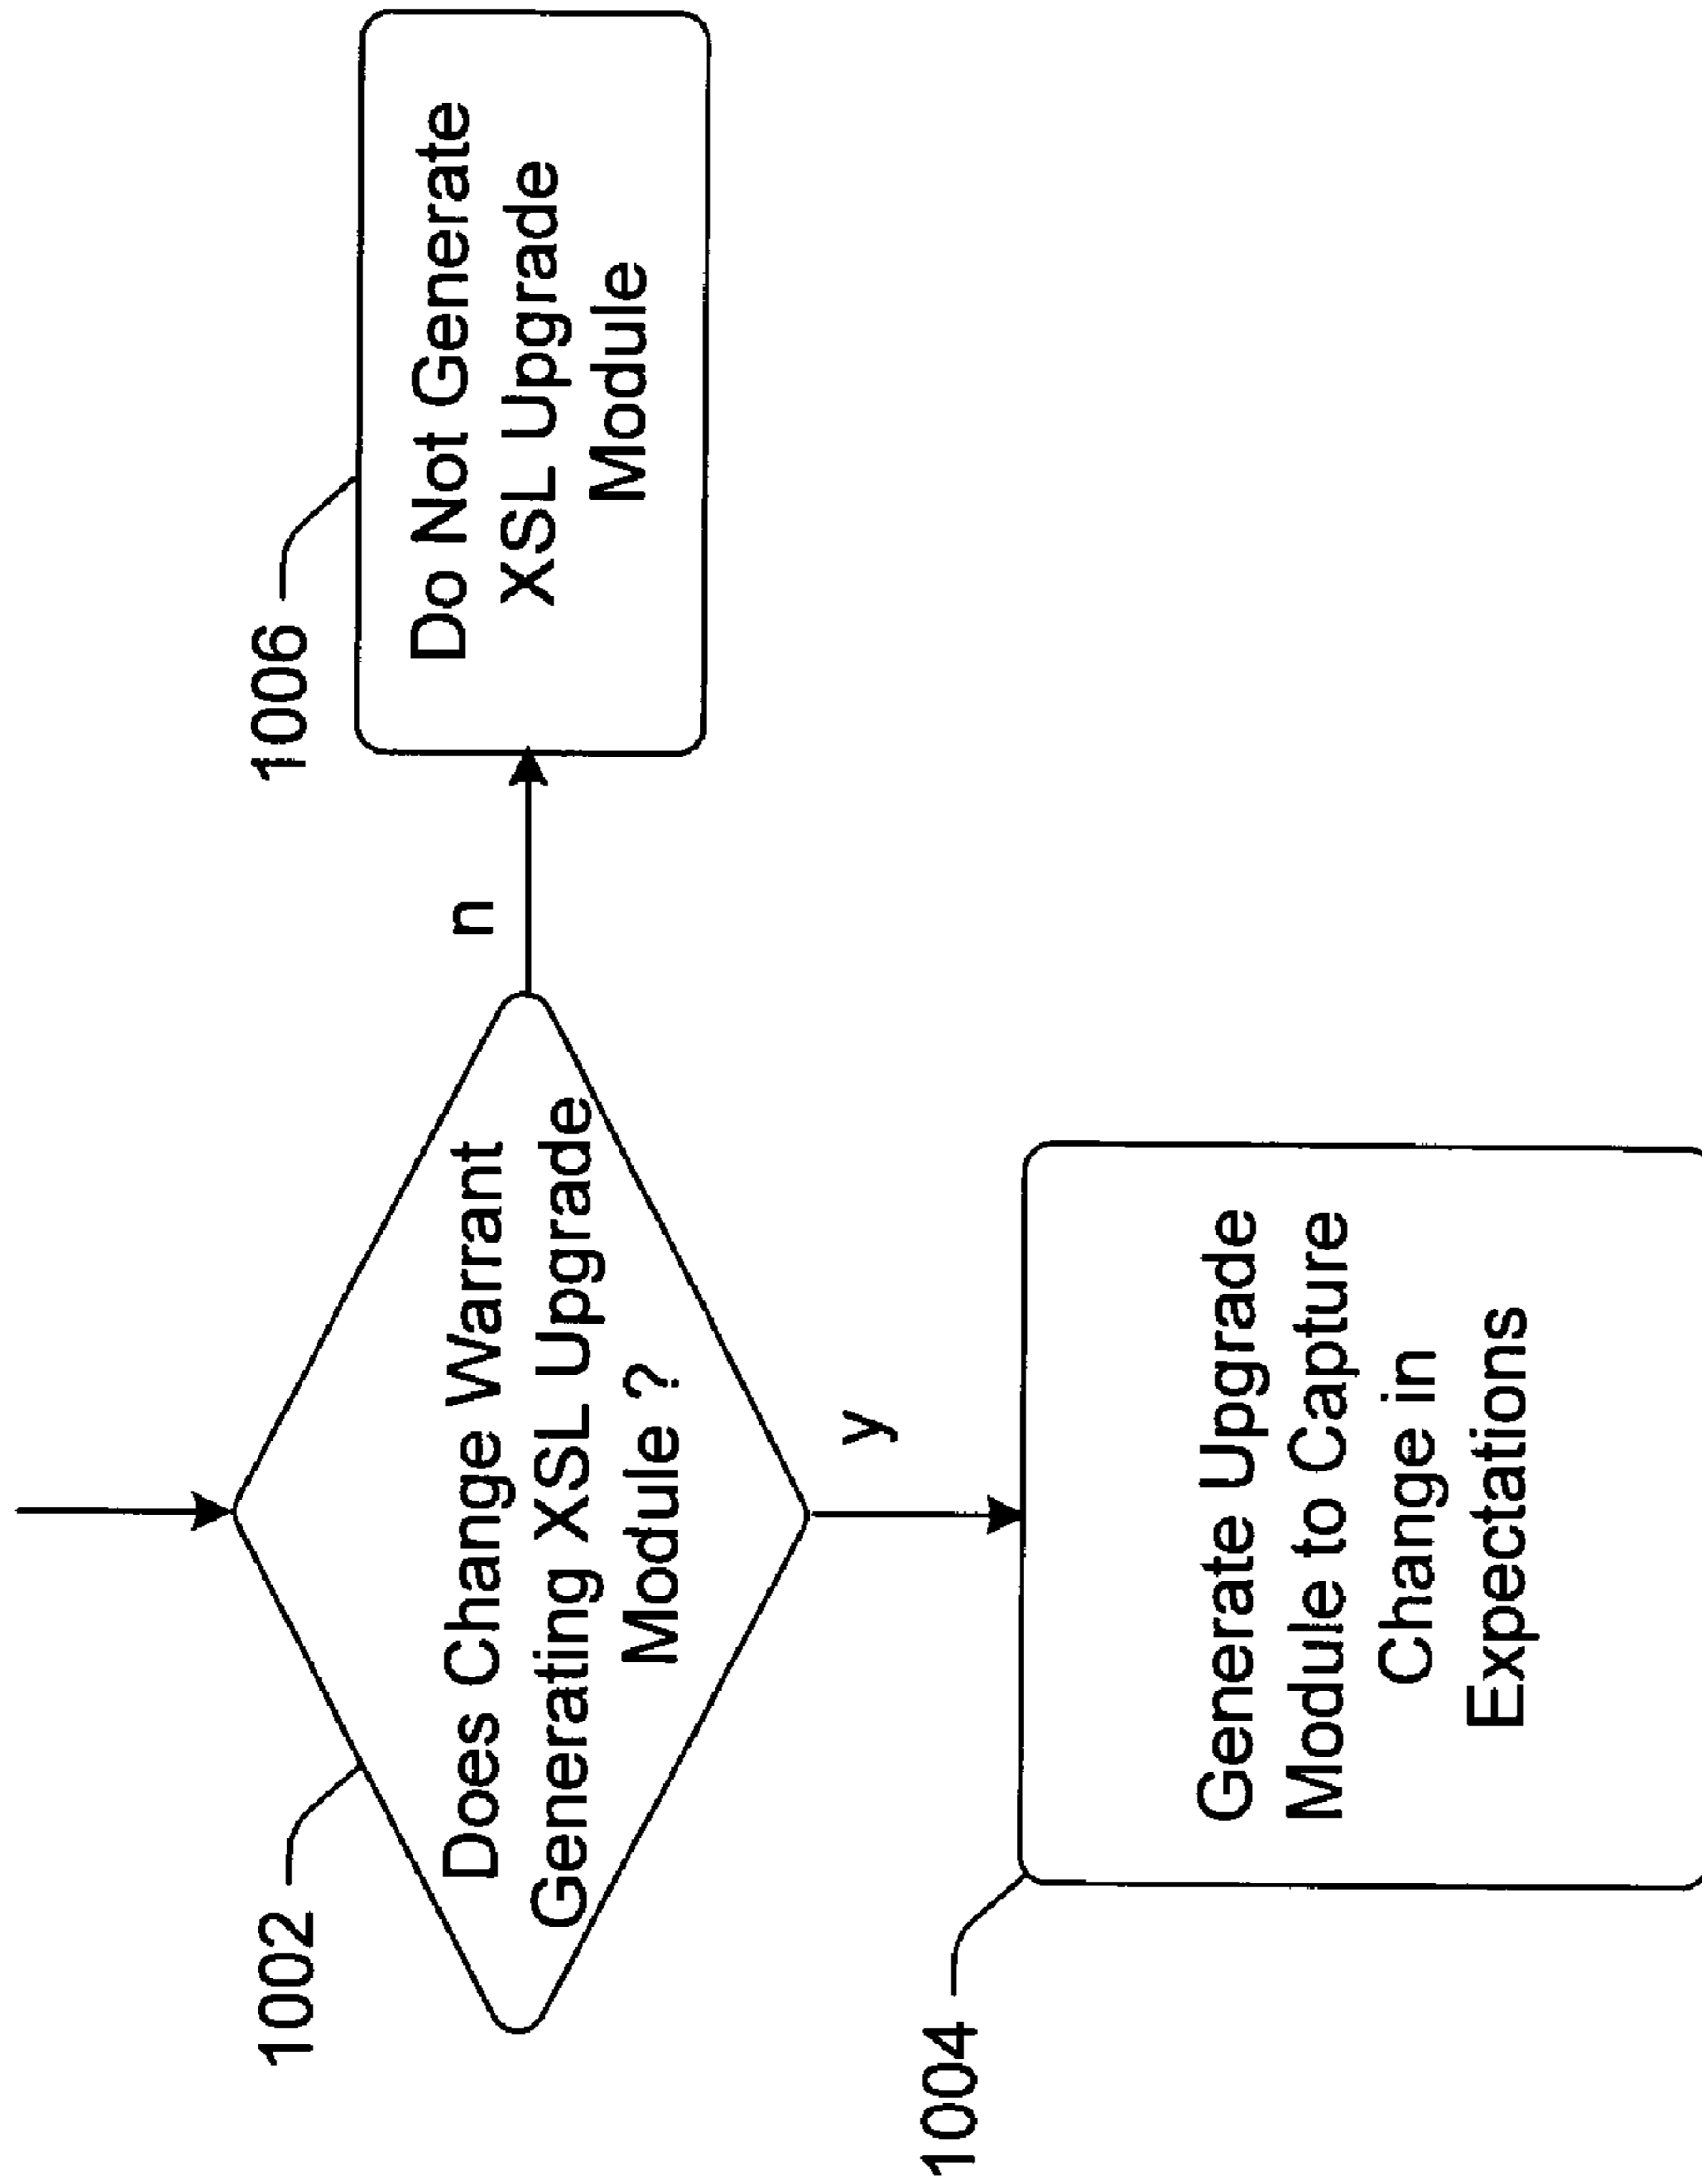 1002
Does Change Warrant
Generating XSL Upgrade
Module ?
n
1006
Do Not Generate
XSL Upgrade
Module
y
1004
Generate Upgrade
Module to Capture
Change in
Expectations